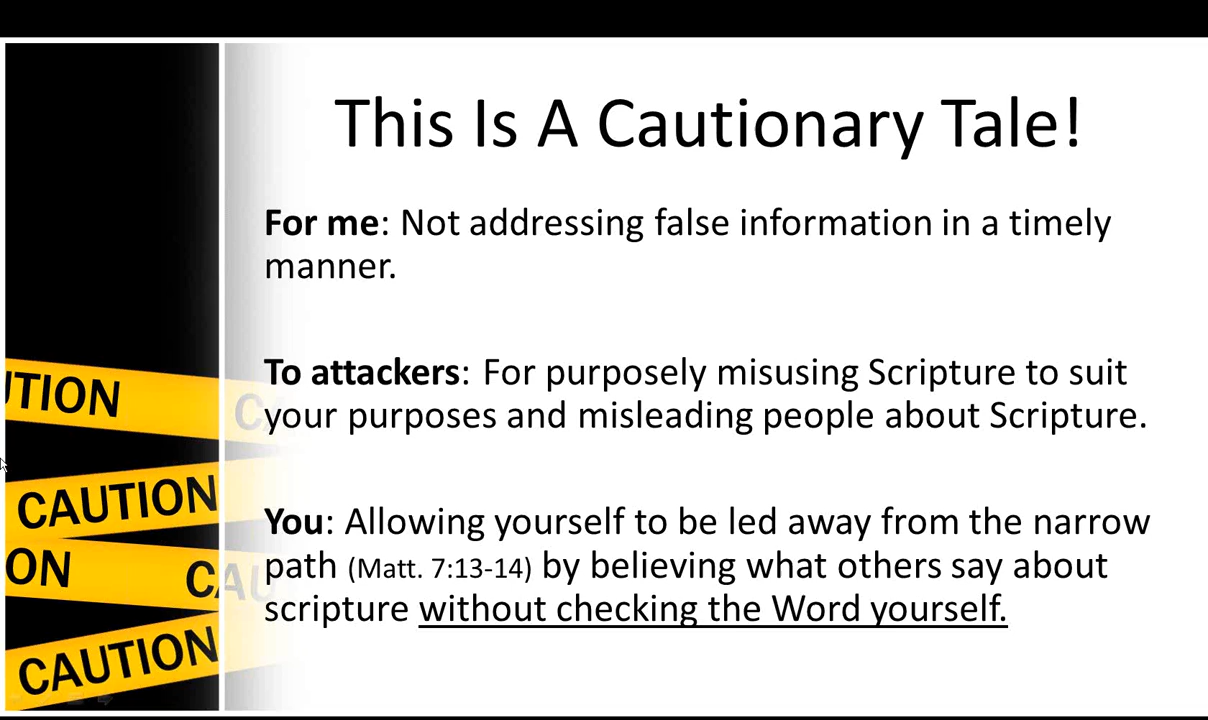 This Is A Cautionary Tale!
For me: Not addressing false information in a timely
manner.
To attackers: For purposely misusing Scripture to suit
your purposes and misleading people about Scripture.
You: Allowing yourself to be led away from the narrow
path (Matt. 7:13-14) by believing what others say about
scripture without checking the Word yourself.
UTION
CAUTION
ON CAU
CAUTION